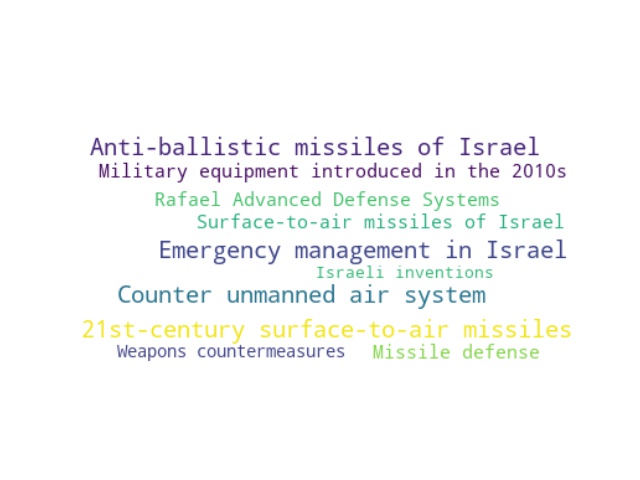 Anti-ballistic missiles of Israel
Military equipment introduced in the 2010s
Rafael Advanced Defense Systems
Surface-to-air missiles of Israel
Emergency management in Israel
Israeli inventions
Counter unmanned air system
21st-century surface-to-air missiles
Weapons countermeasures Missile defense